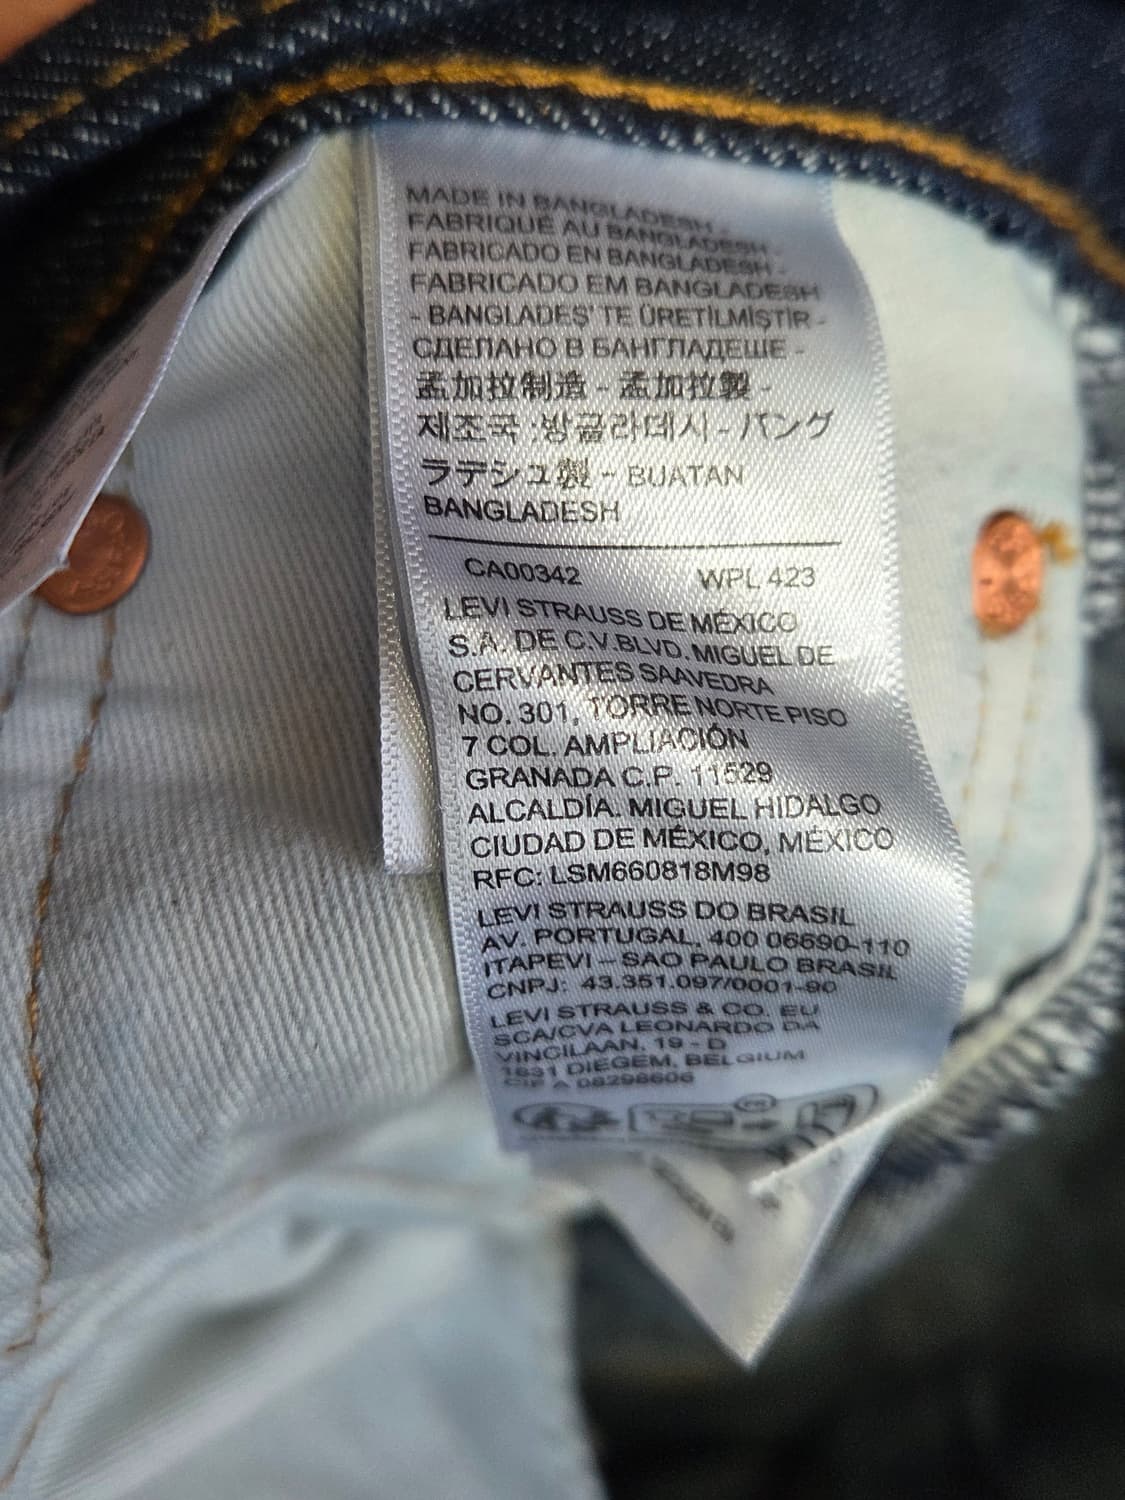 MADE IN BANGLADESH -
FABRIQUÉ AU BANGLADESH -
FABRICADO EN BANGLADESH -
FABRICADO EM BANGLADESH
- BANGLADEŞ'TE ÜRETİLMİŞTİR -
СДЕЛАНО В БАНГЛАДЕШЕ -
孟加拉制造 - 孟加拉製 -
제조국 :방글라데시 - バング
ラデシュ製 - BUATAN
BANGLADESH
CA00342 WPL 423
LEVI STRAUSS DE MÉXICO
S.A. DE C.V.BLVD. MIGUEL DE
CERVANTES SAAVEDRA
NO. 301, TORRE NORTE PISO
7 COL. AMPLIACIÓN
GRANADA C.P. 11529
ALCALDÍA. MIGUEL HIDALGO
CIUDAD DE MÉXICO, MÉXICO
RFC: LSM660818M98
LEVI STRAUSS DO BRASIL
AV. PORTUGAL, 400 06690-110
ITAPEVI – SAO PAULO BRASIL
CNPJ: 43.351.097/0001-90
LEVI STRAUSS & CO. EU
SCA/CVA LEONARDO DA
VINCILAAN, 19 - D
1831 DIEGEM, BELGIUM
CIF A 08298606